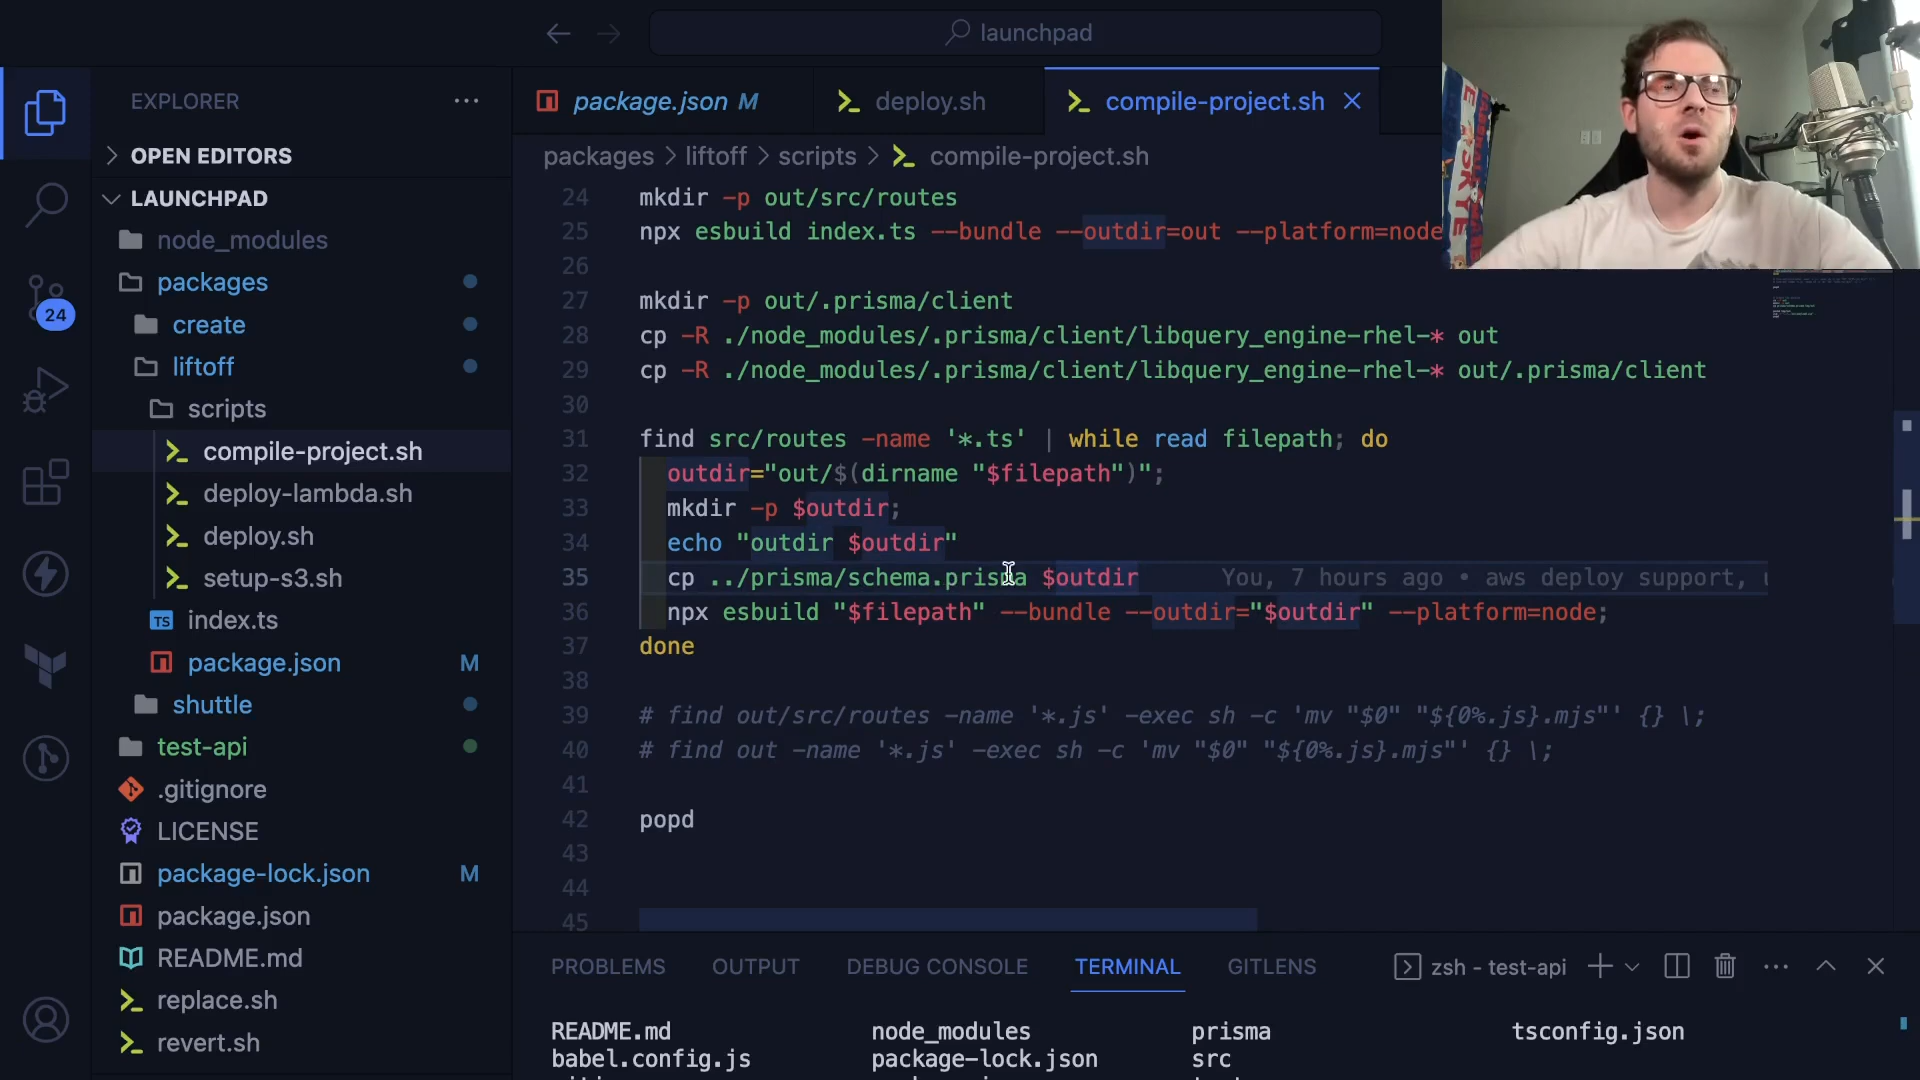 launchpad
EXPLORER
package.json M
deploy.sh
compile-project.sh
OPEN EDITORS
packages > liftoff > scripts > compile-project.sh
LAUNCHPAD
node_modules
packages
create
liftoff
scripts
compile-project.sh
deploy-lambda.sh
deploy.sh
setup-s3.sh
index.ts
package.json M
shuttle
test-api
.gitignore
LICENSE
package-lock.json M
package.json
README.md
replace.sh
revert.sh
24
TS
24 mkdir -p out/src/routes
25 npx esbuild index.ts --bundle --outdir=out --platform=node
26
27 mkdir -p out/.prisma/client
28 cp -R ./node_modules/.prisma/client/libquery_engine-rhel-* out
29 cp -R ./node_modules/.prisma/client/libquery_engine-rhel-* out/.prisma/client
30
31 find src/routes -name '*.ts' | while read filepath; do
32 outdir="out/$(dirname "$filepath")";
33 mkdir -p $outdir;
34 echo "outdir $outdir"
35 cp ../prisma/schema.prisma $outdir You, 7 hours ago • aws deploy support,
36 npx esbuild "$filepath" --bundle --outdir="$outdir" --platform=node;
37 done
38
39 # find out/src/routes -name '*.js' -exec sh -c 'mv "$0" "${0%.js}.mjs"' {} \;
40 # find out -name '*.js' -exec sh -c 'mv "$0" "${0%.js}.mjs"' {} \;
41
42 popd
43
44
45
PROBLEMS OUTPUT DEBUG CONSOLE TERMINAL GITLENS zsh - test-api
README.md node_modules prisma tsconfig.json
babel.config.js package-lock.json src